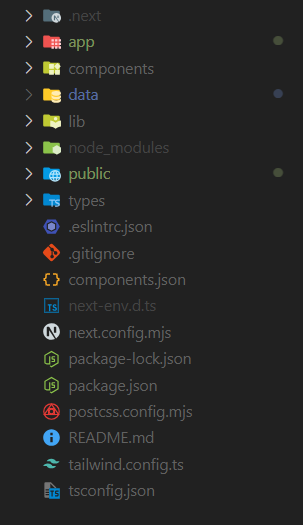 .next
app
components
data
lib
node_modules
public
types
.eslintrc.json
.gitignore
components.json
next-env.d.ts
next.config.mjs
package-lock.json
package.json
postcss.config.mjs
README.md
tailwind.config.ts
tsconfig.json